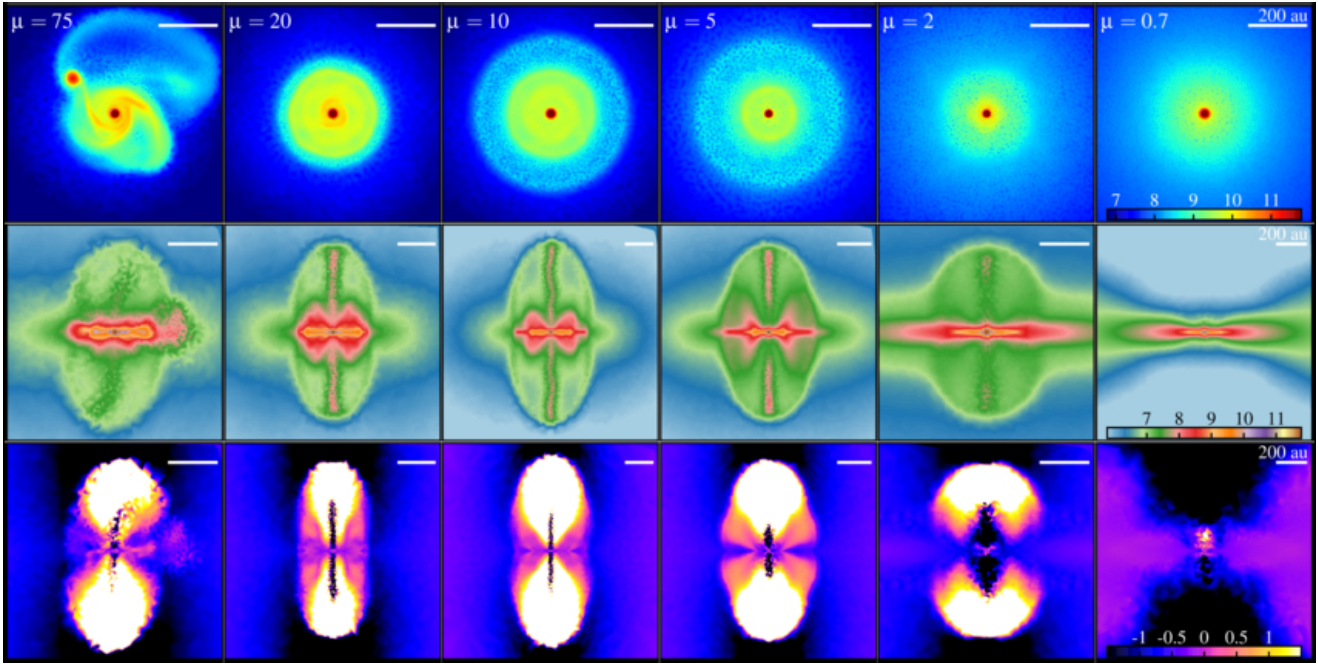 μ = 75
μ = 20
μ = 10
μ = 5
μ = 2
μ = 0.7
200 au
7 8 9 10 11
200 au
7 8 9 10 11
200 au
-1 -0.5 0 0.5 1